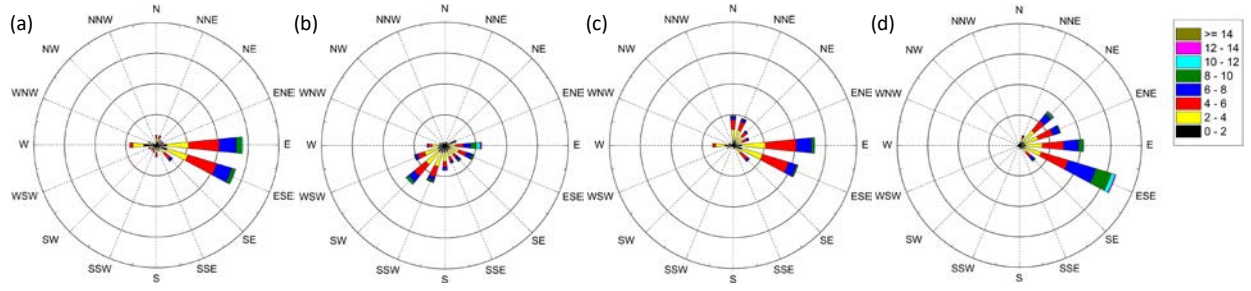 (a)
N
NNW
NNE
NW
NE
WNW
ENE
W
E
WSW
ESE
SW
SE
SSW
SSE
S
(b)
N
NNW
NNE
NW
NE
WNW
ENE
W
E
WSW
ESE
SW
SE
SSW
SSE
S
(c)
N
NNW
NNE
NW
NE
WNW
ENE
W
E
WSW
ESE
SW
SE
SSW
SSE
S
(d)
N
NNW
NNE
NW
NE
WNW
ENE
W
E
WSW
ESE
SW
SE
SSW
SSE
S
>= 14
12 - 14
10 - 12
8 - 10
6 - 8
4 - 6
2 - 4
0 - 2